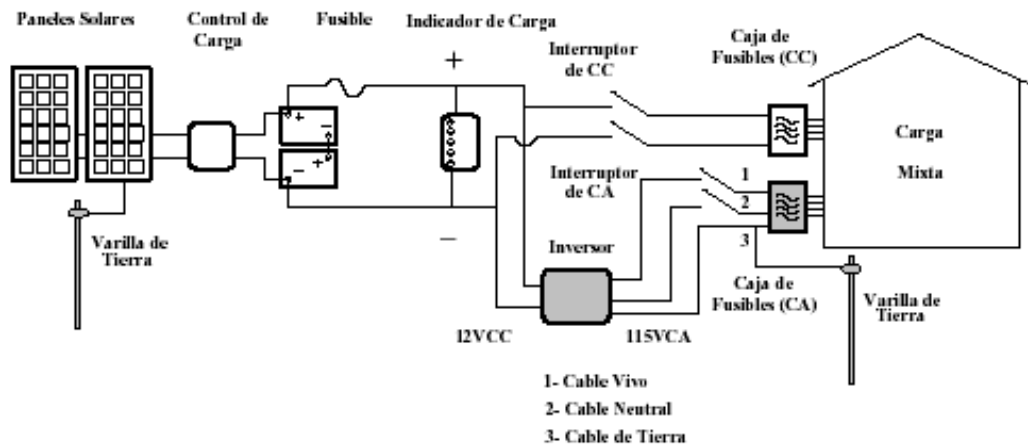 Paneles Solares
Control de
Carga
Fusible
Indicador de Carga
+
Interruptor
de CC
Caja de
Fusibles (CC)
+
–
+
–
Carga
Mixta
Interruptor
de CA
1
2
3
–
Varilla de
Tierra
Inversor
Caja de
Fusibles (CA)
Varilla de
Tierra
12VCC
115VCA
1- Cable Vivo
2- Cable Neutral
3- Cable de Tierra